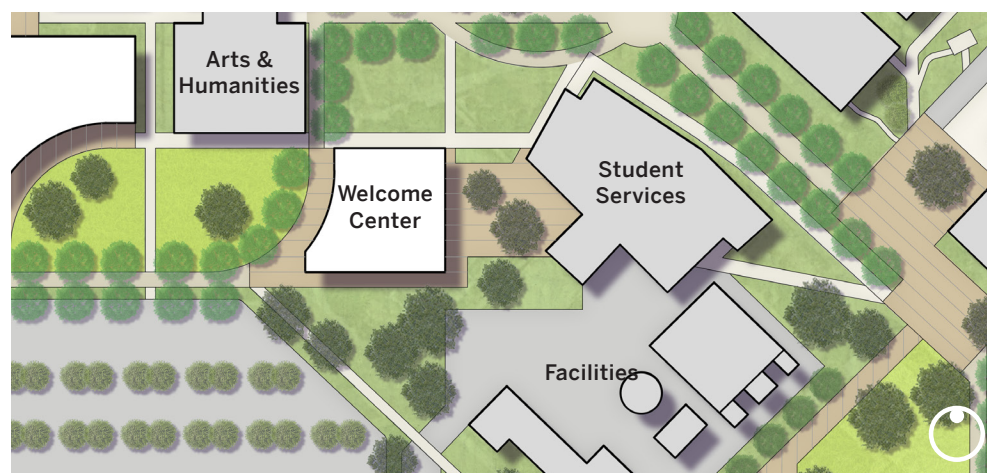 Arts &
Humanities
Welcome
Center
Student
Services
Facilities